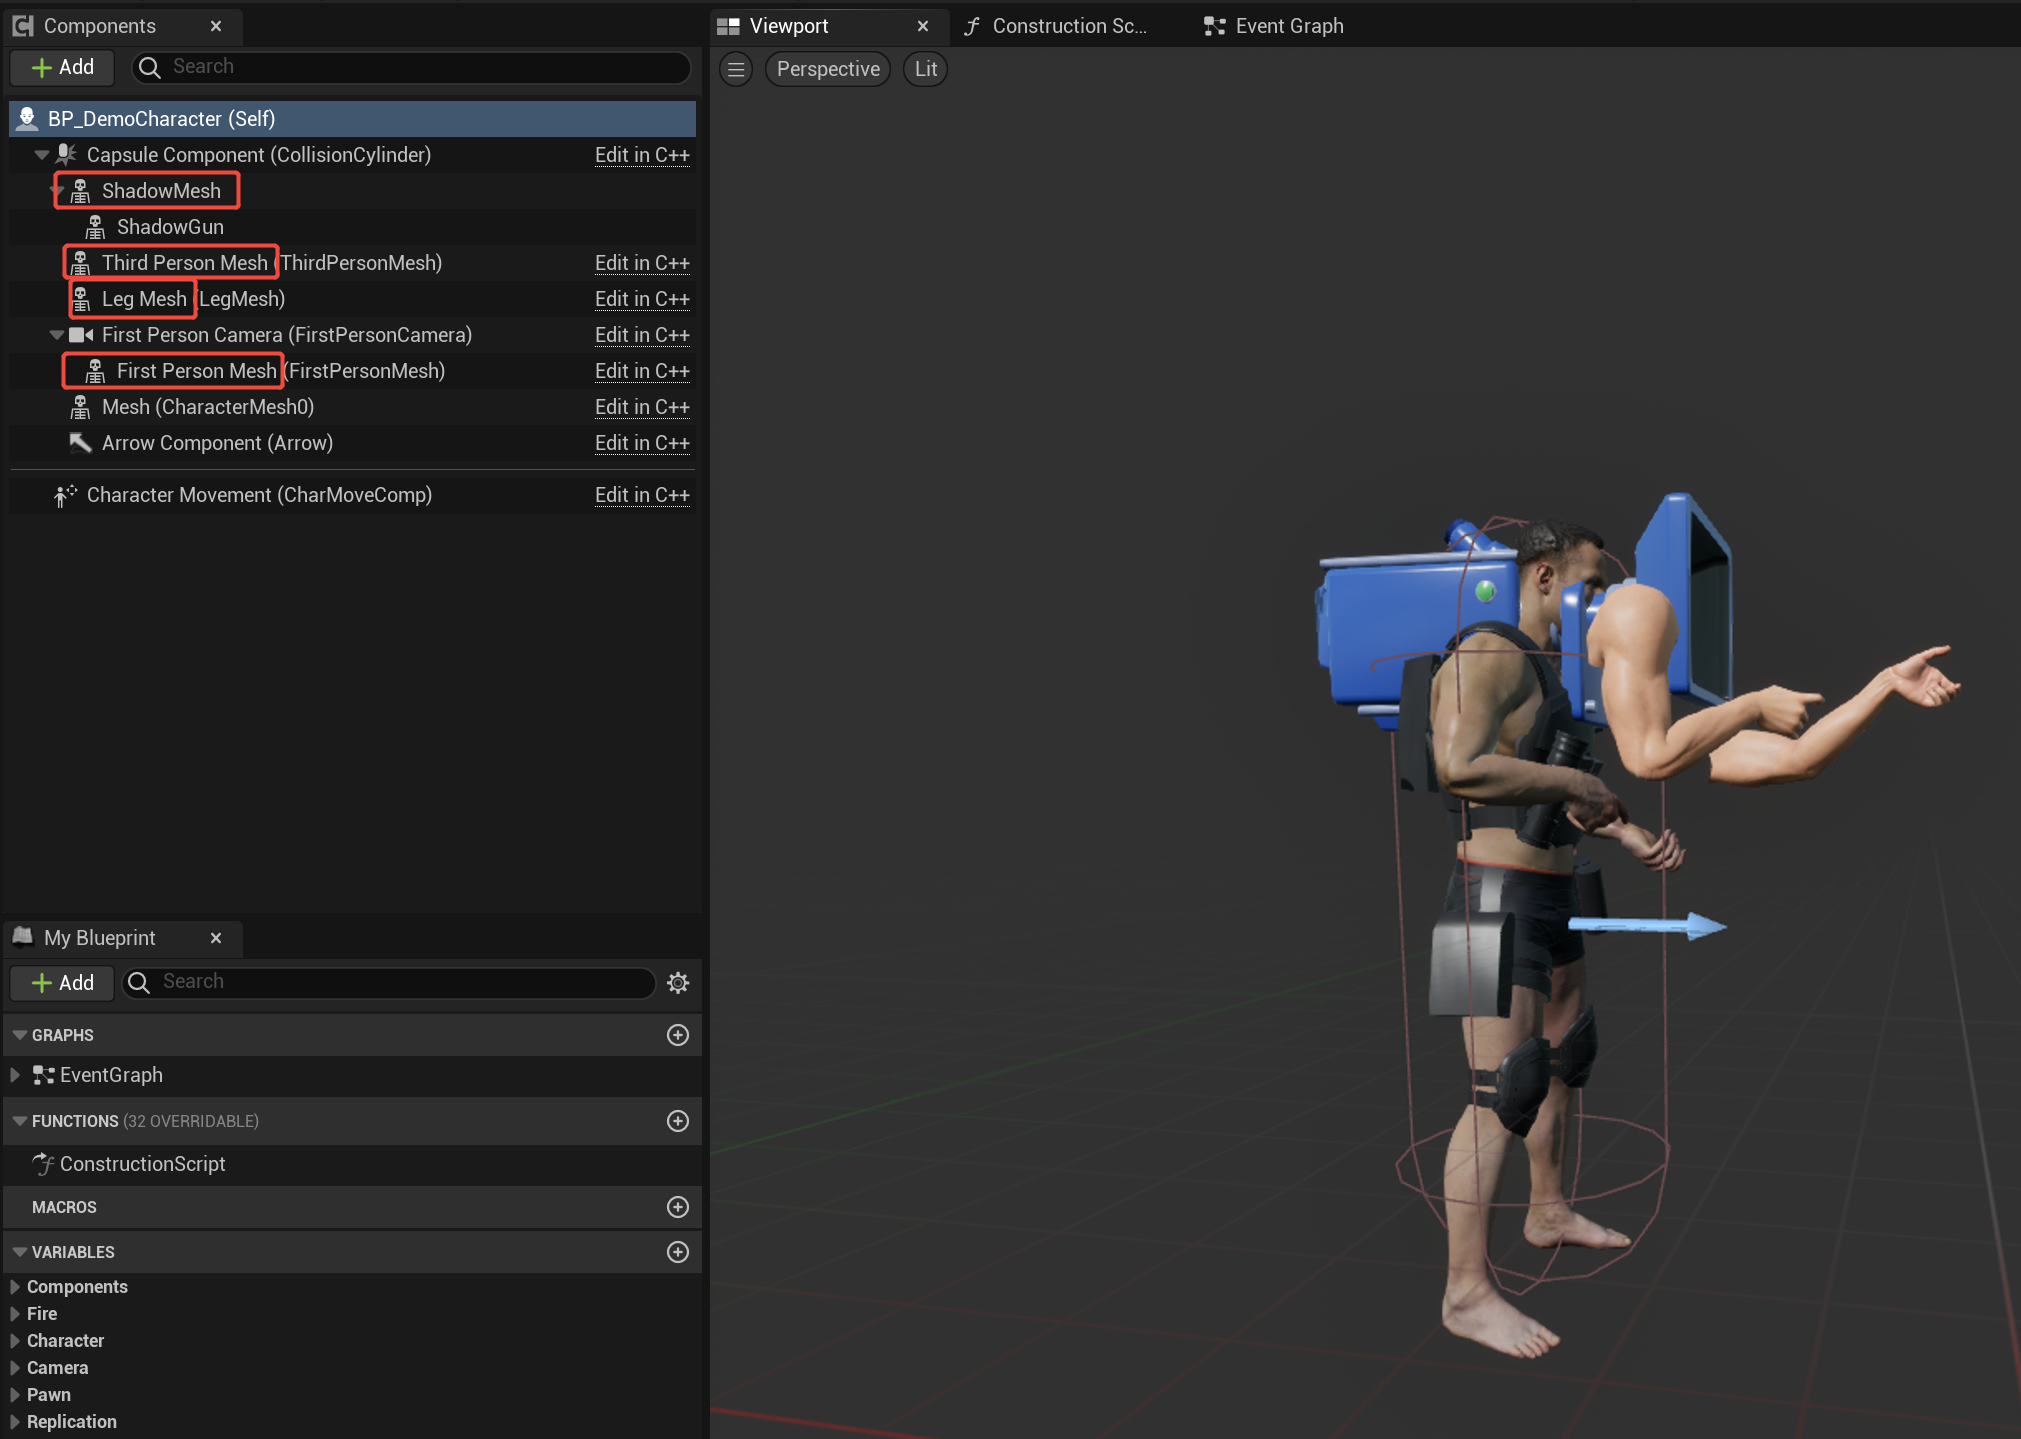 Components
Add
Search
BP_DemoCharacter (Self)
Capsule Component (CollisionCylinder) Edit in C++
ShadowMesh
ShadowGun
Third Person Mesh (ThirdPersonMesh) Edit in C++
Leg Mesh (LegMesh) Edit in C++
First Person Camera (FirstPersonCamera) Edit in C++
First Person Mesh (FirstPersonMesh) Edit in C++
Mesh (CharacterMesh0) Edit in C++
Arrow Component (Arrow) Edit in C++
Character Movement (CharMoveComp) Edit in C++
My Blueprint
Add
Search
GRAPHS
EventGraph
FUNCTIONS (32 OVERRIDABLE)
ConstructionScript
MACROS
VARIABLES
Components
Fire
Character
Camera
Pawn
Replication
Viewport
Construction Sc...
Event Graph
Perspective
Lit